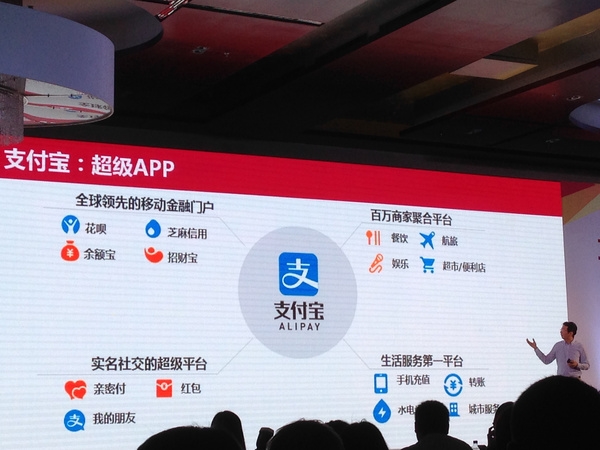 支付宝：超级APP
全球领先的移动金融门户
花呗
芝麻信用
余额宝
招财宝
百万商家聚合平台
餐饮
航旅
娱乐
超市/便利店
支
支付宝
ALIPAY
实名社交的超级平台
亲密付
红包
支
我的朋友
生活服务第一平台
手机充值
转账
水电
城市服务